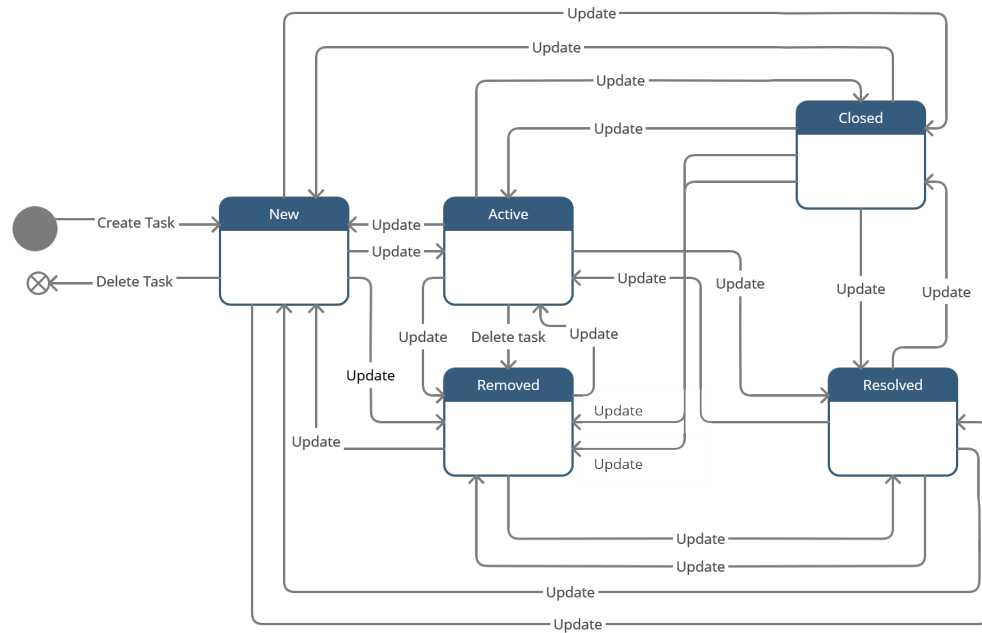 Update
Update
Update
Closed
Update
New
Active
Create Task
Update
Update
Update
Delete Task
Update
Update
Update
Update
Delete task
Update
Update
Removed
Resolved
Update
Update
Update
Update
Update
Update
Update